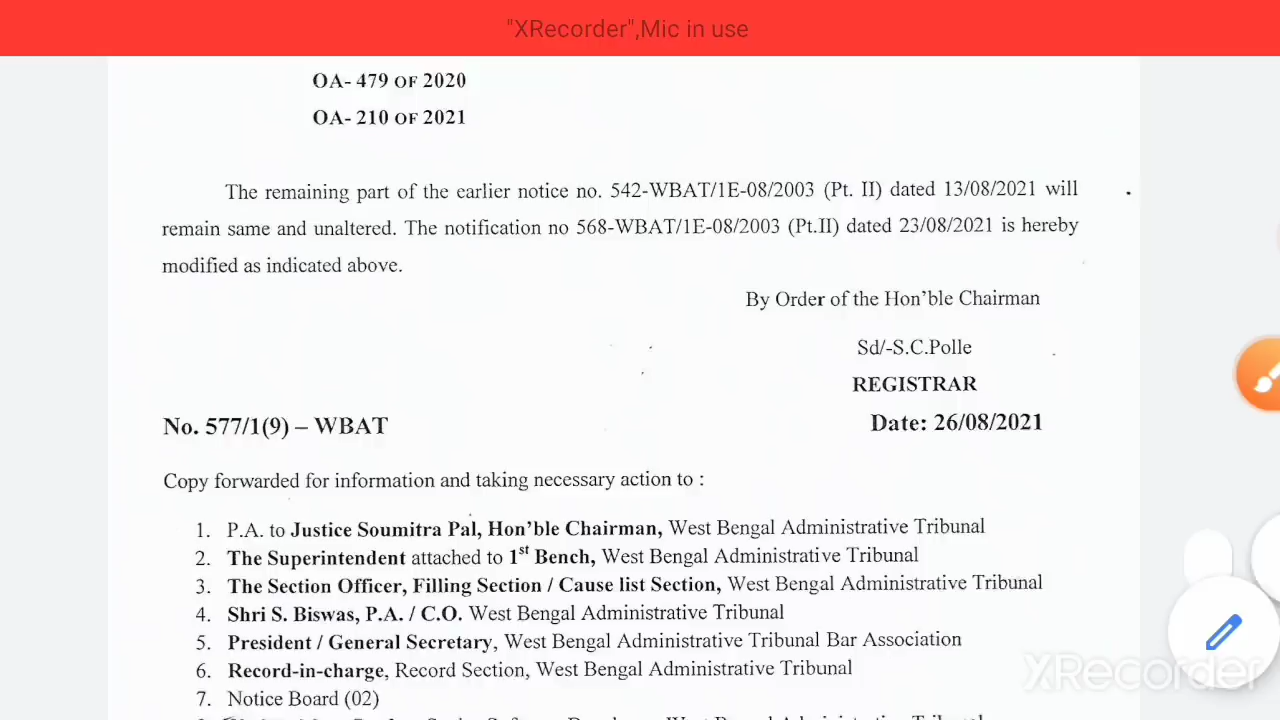 "XRecorder",Mic in use
OA- 479 OF 2020
OA- 210 OF 2021
The remaining part of the earlier notice no. 542-WBAT/1E-08/2003 (Pt. II) dated 13/08/2021 will
remain same and unaltered. The notification no 568-WBAT/1E-08/2003 (Pt.II) dated 23/08/2021 is hereby
modified as indicated above.
By Order of the Hon'ble Chairman
Sd/-S.C.Polle
REGISTRAR
No. 577/1(9) – WBAT
Date: 26/08/2021
Copy forwarded for information and taking necessary action to :
1. P.A. to Justice Soumitra Pal, Hon'ble Chairman, West Bengal Administrative Tribunal
2. The Superintendent attached to 1st Bench, West Bengal Administrative Tribunal
3. The Section Officer, Filling Section / Cause list Section, West Bengal Administrative Tribunal
4. Shri S. Biswas, P.A. / C.O. West Bengal Administrative Tribunal
5. President / General Secretary, West Bengal Administrative Tribunal Bar Association
6. Record-in-charge, Record Section, West Bengal Administrative Tribunal
XRecorder
7. Notice Board (02)